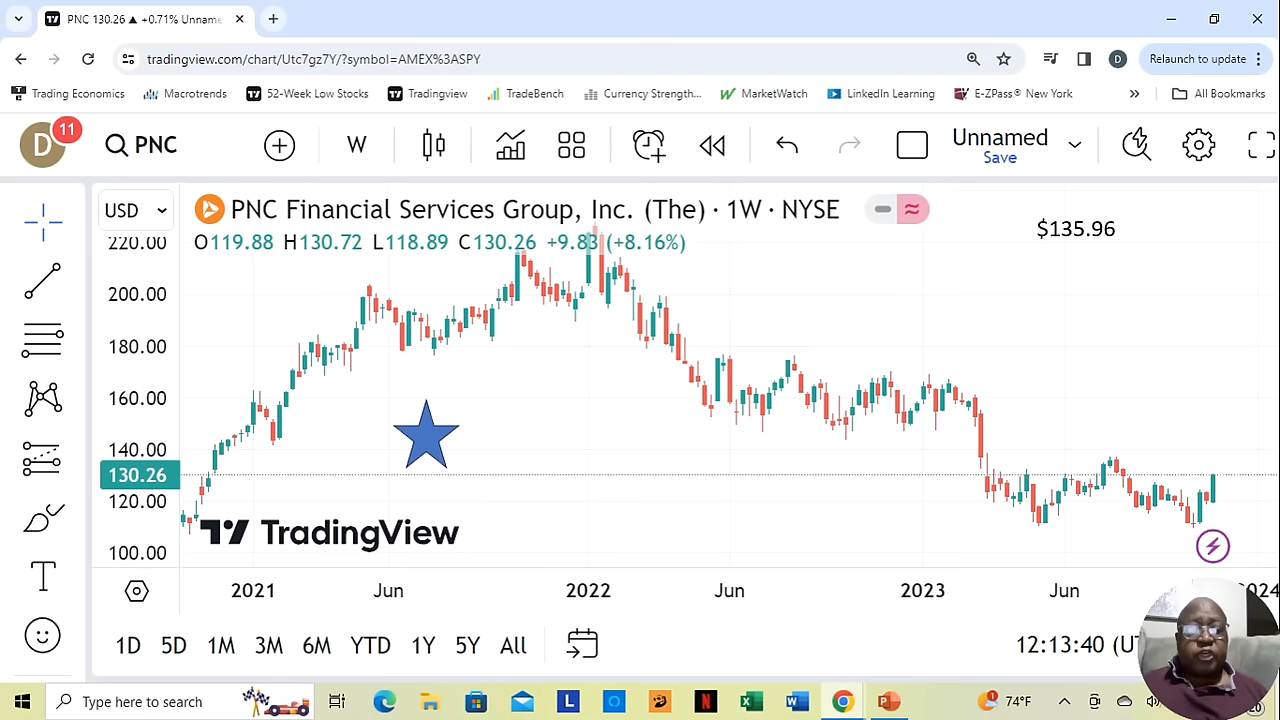 PNC 130.26 ▲ +0.71% Unname
tradingview.com/chart/Utc7gz7Y/?symbol=AMEX%3ASPY
D
Relaunch to update
Trading Economics
Macrotrends
52-Week Low Stocks
Tradingview
TradeBench
Currency Strength...
MarketWatch
LinkedIn Learning
E-ZPass® New York
»
All Bookmarks
D
11
PNC
W
Unnamed
Save
USD
PNC Financial Services Group, Inc. (The) · 1W · NYSE
O119.88 H130.72 L118.89 C130.26 +9.83 (+8.16%)
$135.96
220.00
200.00
180.00
160.00
140.00
130.26
120.00
100.00
TradingView
2021 Jun 2022 Jun 2023 Jun 2024
1D 5D 1M 3M 6M YTD 1Y 5Y All
12:13:40 (UT
Type here to search
L
N
1
74°F